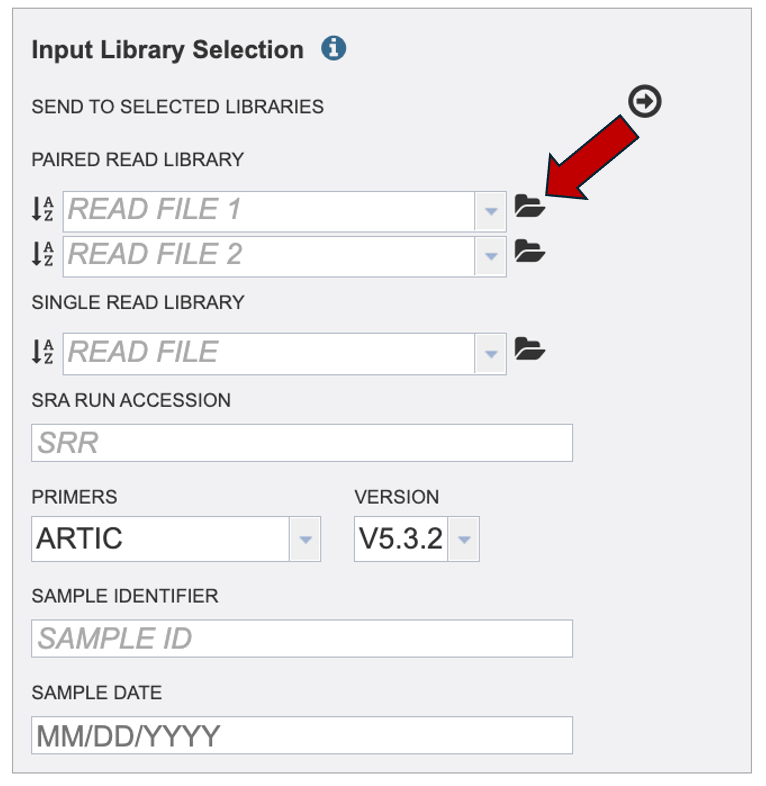 Input Library Selection
SEND TO SELECTED LIBRARIES
PAIRED READ LIBRARY
READ FILE 1
READ FILE 2
SINGLE READ LIBRARY
READ FILE
SRA RUN ACCESSION
SRR
PRIMERS VERSION
ARTIC V5.3.2
SAMPLE IDENTIFIER
SAMPLE ID
SAMPLE DATE
MM/DD/YYYY